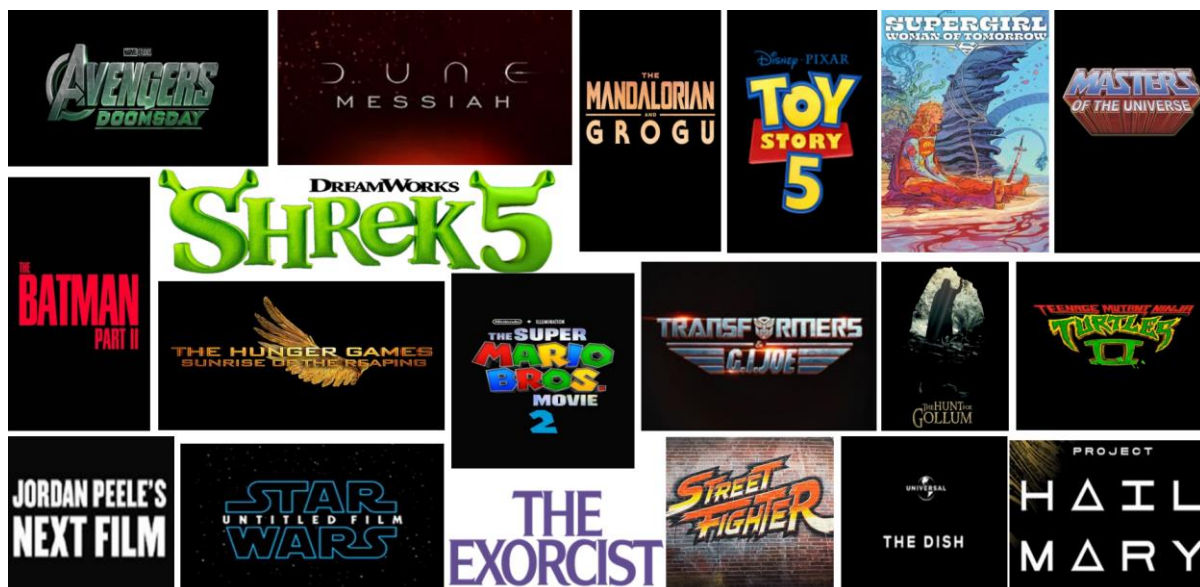 MARVEL STUDIOS
AVENGERS
DOOMSDAY
DUNE
MESSIAH
THE
MANDALORIAN
AND
GROGU
DISNEY • PIXAR
TOY
STORY
5
SUPERGIRL
WOMAN OF TOMORROW
MASTERS
OF THE UNIVERSE
THE
BATMAN
PART II
DREAMWORKS
SHREK 5
THE HUNGER GAMES
SUNRISE OF THE REAPING
Nintendo + ILLUMINATION
THE SUPER
MARIO
BROS.
MOVIE
2
TRANSFORMERS
&
G.I. JOE
THE HUNT FOR
GOLLUM
TEENAGE MUTANT NINJA
TURTLES
II
JORDAN PEELE'S
NEXT FILM
STAR
UNTITLED FILM
WARS
THE
EXORCIST
STREET
FIGHTER
UNIVERSAL
THE DISH
PROJECT
HAIL
MARY